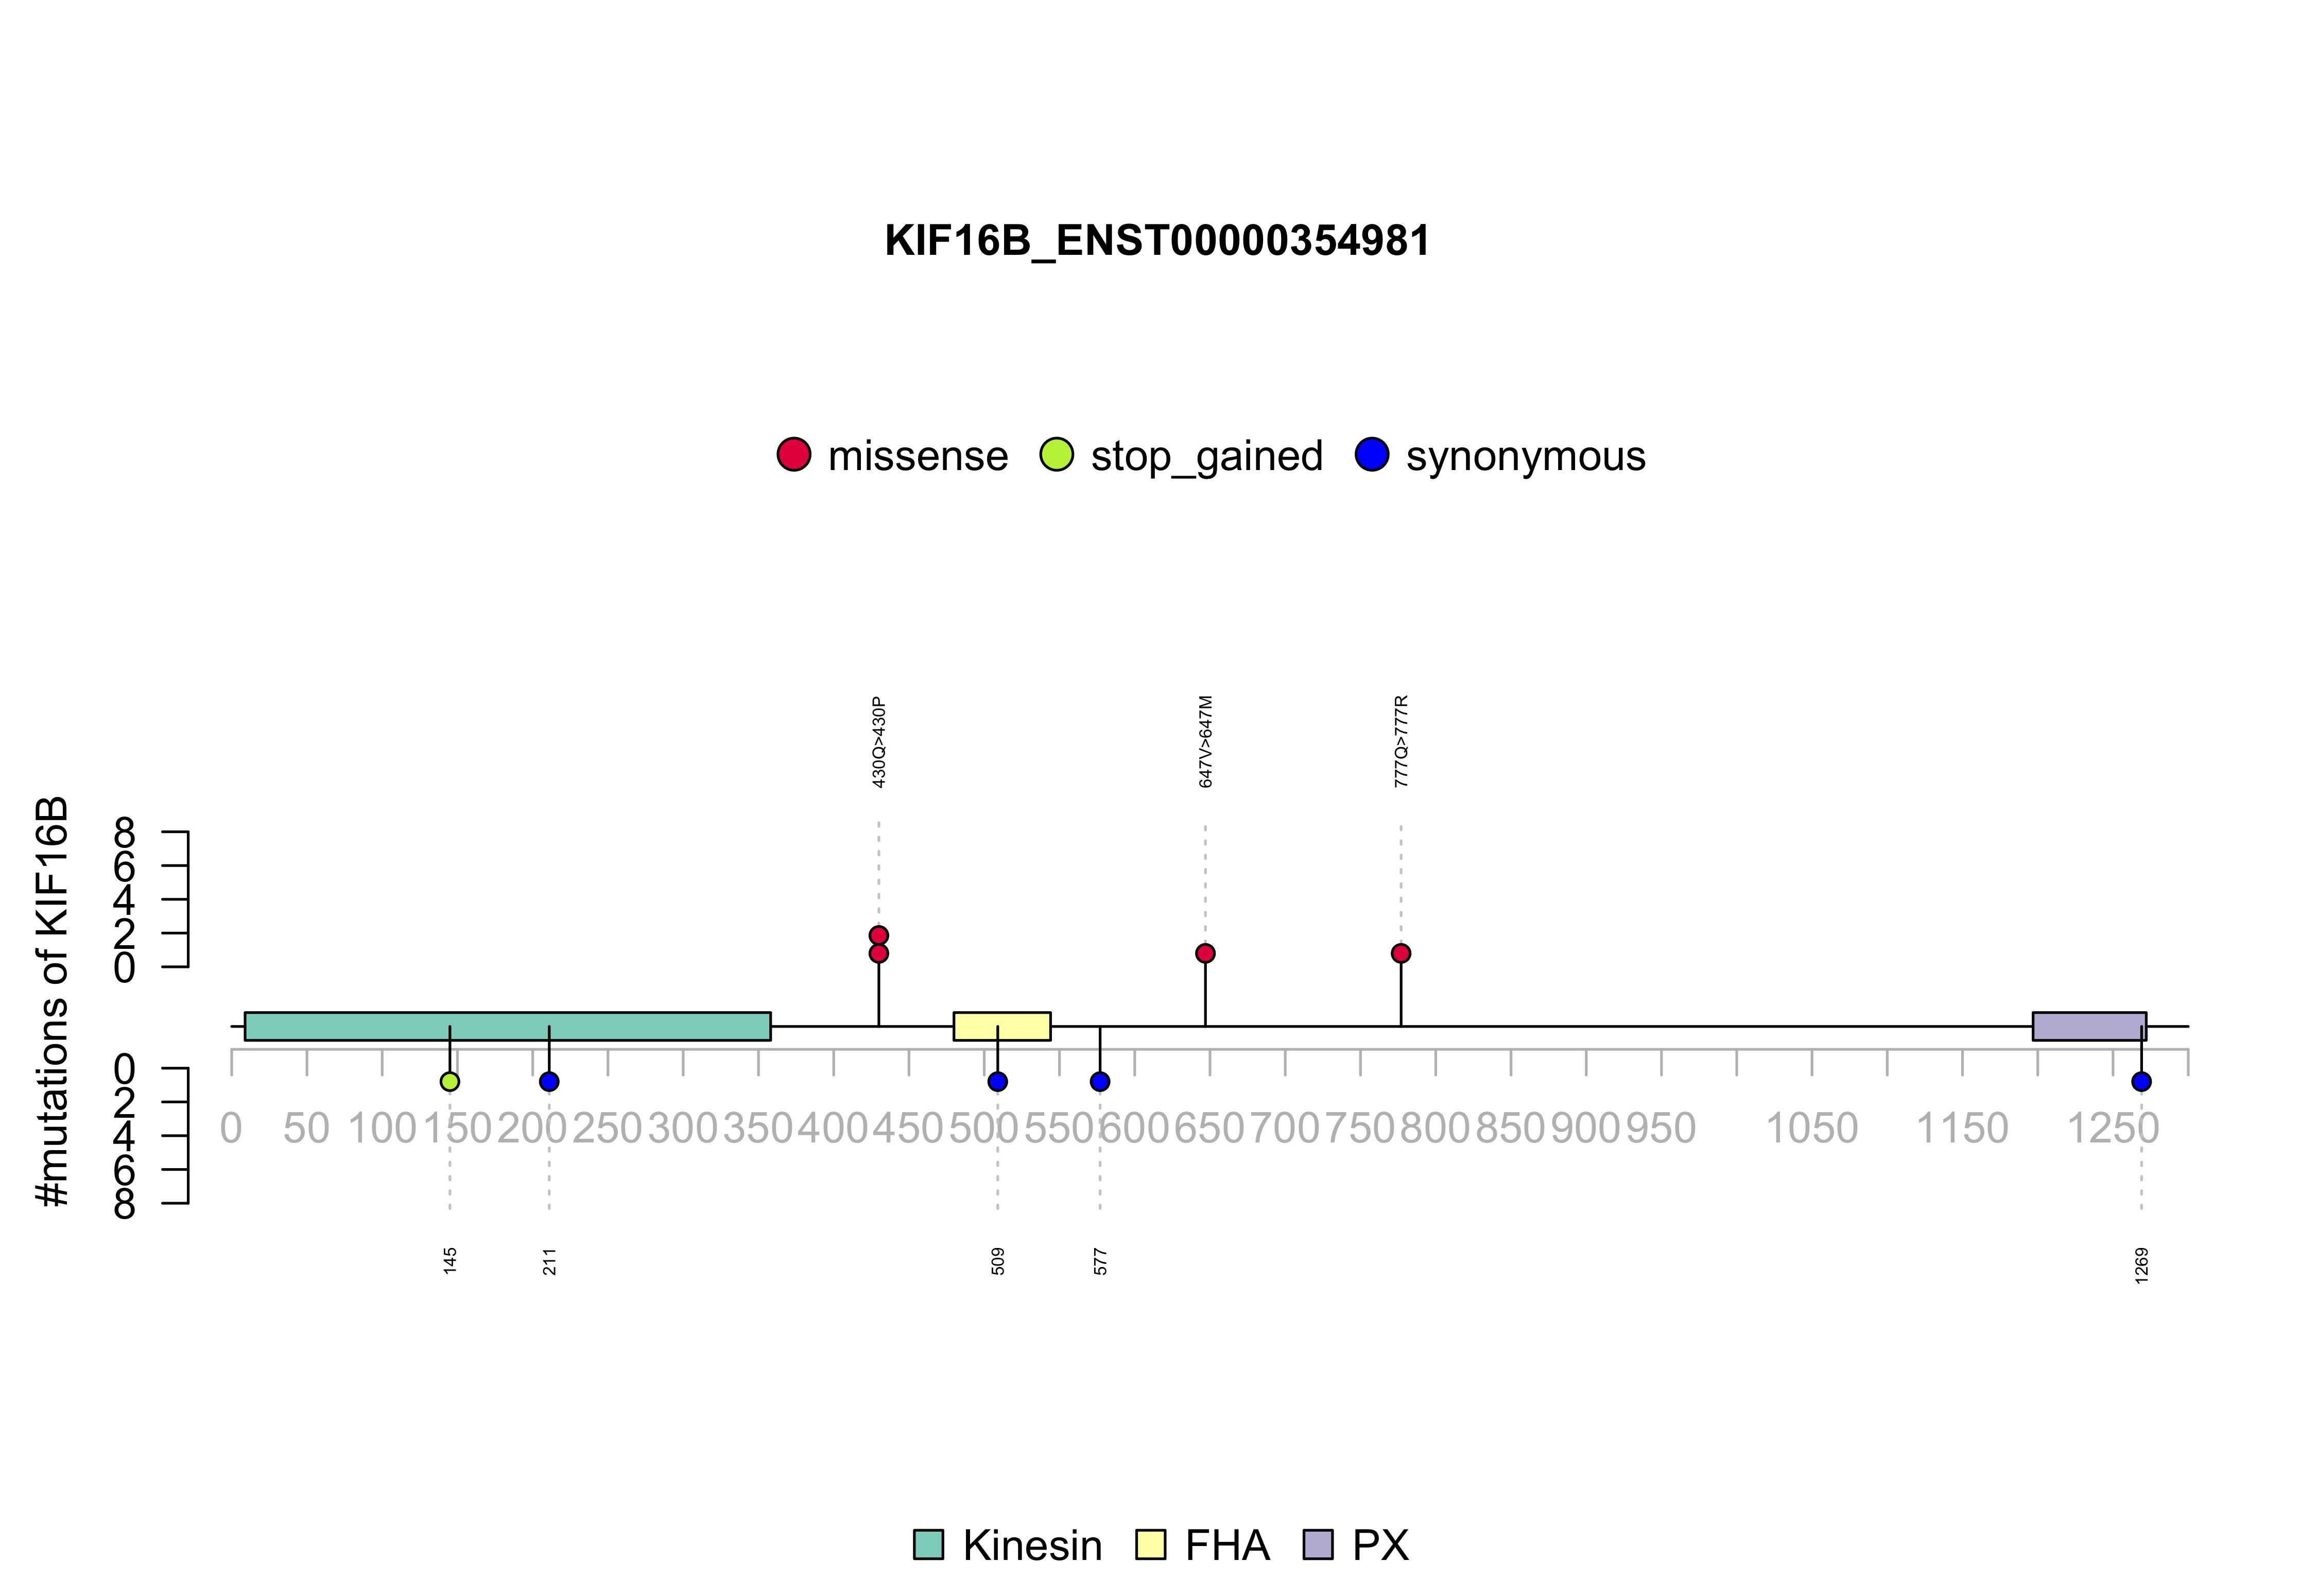 KIF16B_ENST00000354981
missense stop_gained synonymous
430Q>430P 647V>647M 777Q>777R
#mutations of KIF16B
8
6
4
2
0
0
2
4
6
8
0 50 100 150 200 250 300 350 400 450 500 550 600 650 700 750 800 850 900 950 1050 1150 1250
145 211 509 577 1269
Kinesin FHA PX